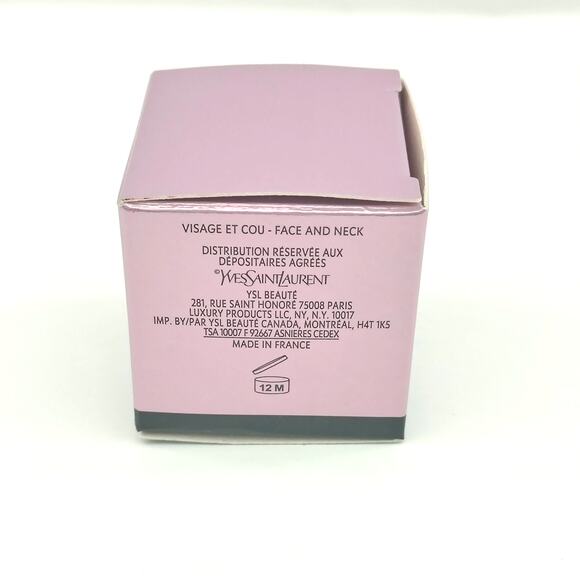 VISAGE ET COU - FACE AND NECK
DISTRIBUTION RÉSERVÉE AUX
DÉPOSITAIRES AGRÉÉS
©YVESSAINTLAURENT
YSL BEAUTÉ
281, RUE SAINT HONORÉ 75008 PARIS
LUXURY PRODUCTS LLC, NY, N.Y. 10017
IMP. BY/PAR YSL BEAUTÉ CANADA, MONTRÉAL, H4T 1K5
TSA 10007 F 92667 ASNIERES CEDEX
MADE IN FRANCE
12 M